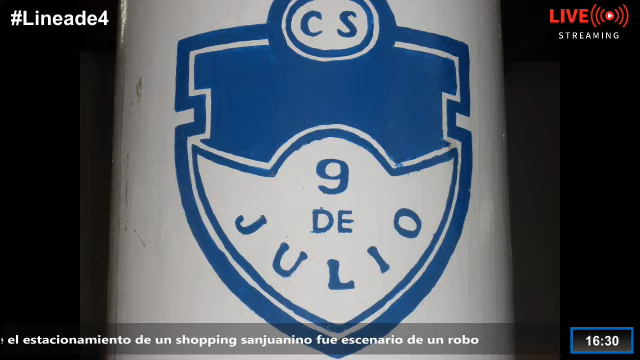 #Lineade4
LIVE
STREAMING
CS
9
DE
JULIO
el estacionamiento de un shopping sanjuanino fue escenario de un robo
16:30